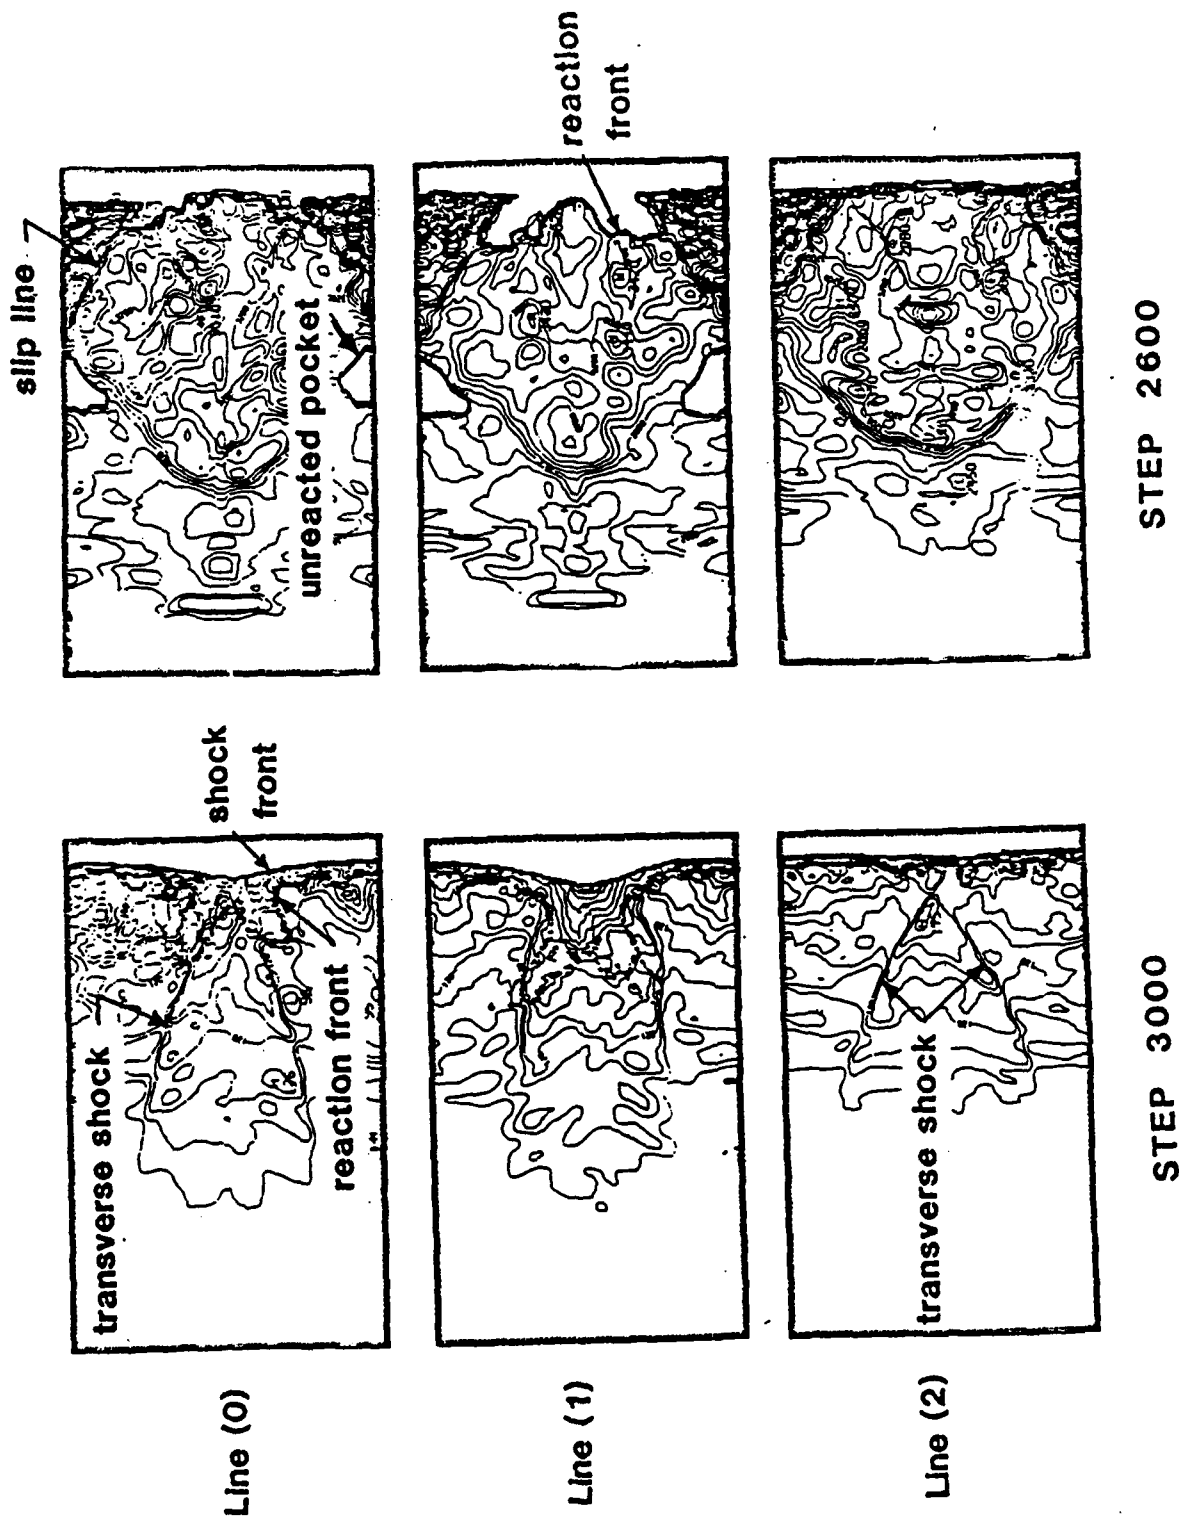 slip line
unreacted pocket
reaction
front
STEP 2600
shock
front
transverse shock
reaction front
transverse shock
STEP 3000
Line (0)
Line (1)
Line (2)